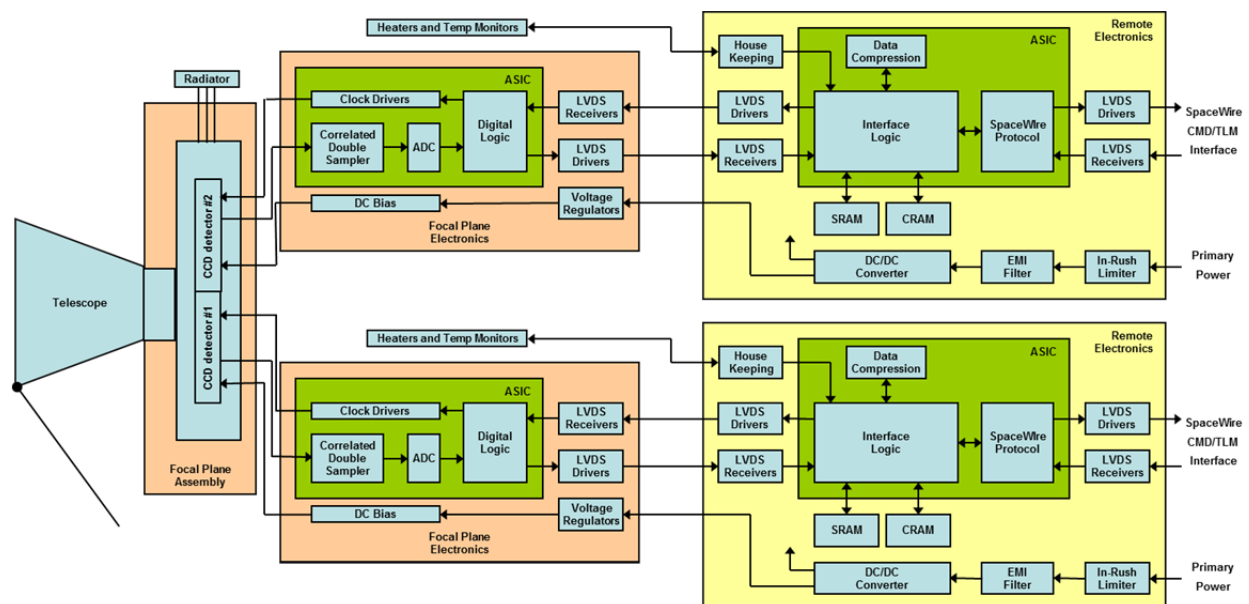 Heaters and Temp Monitors
Remote
Electronics
House
Keeping
Data
Compression
ASIC
ASIC
Radiator
Clock Drivers
LVDS
Receivers
LVDS
Drivers
LVDS
Drivers
SpaceWire
CMD/TLM
Interface
Correlated
Double
Sampler
ADC
Digital
Logic
Interface
Logic
SpaceWire
Protocol
LVDS
Drivers
LVDS
Receivers
LVDS
Receivers
DC Bias
Voltage
Regulators
Focal Plane
Electronics
SRAM
CRAM
CCD detector #2
DC/DC
Converter
EMI
Filter
In-Rush
Limiter
Primary
Power
Telescope
CCD detector #1
Focal Plane
Assembly
Heaters and Temp Monitors
Remote
Electronics
House
Keeping
Data
Compression
ASIC
ASIC
Clock Drivers
LVDS
Receivers
LVDS
Drivers
LVDS
Drivers
SpaceWire
CMD/TLM
Interface
Correlated
Double
Sampler
ADC
Digital
Logic
Interface
Logic
SpaceWIre
Protocol
LVDS
Drivers
LVDS
Receivers
LVDS
Receivers
DC Bias
Voltage
Regulators
Focal Plane
Electronics
SRAM
CRAM
DC/DC
Converter
EMI
Filter
In-Rush
Limiter
Primary
Power